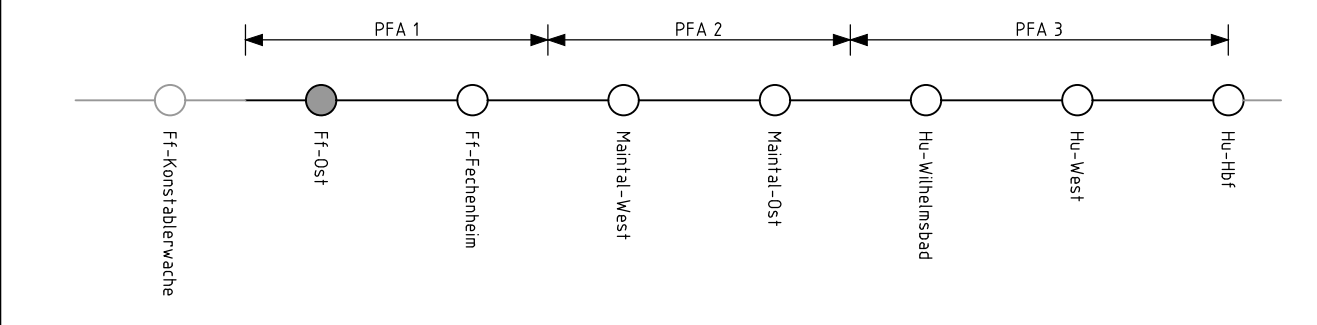 PFA 1
PFA 2
PFA 3
Ff-Konstablerwache
Ff-Ost
Ff-Fechenheim
Maintal-West
Maintal-Ost
Hu-Wilhelmsbad
Hu-West
Hu-Hbf